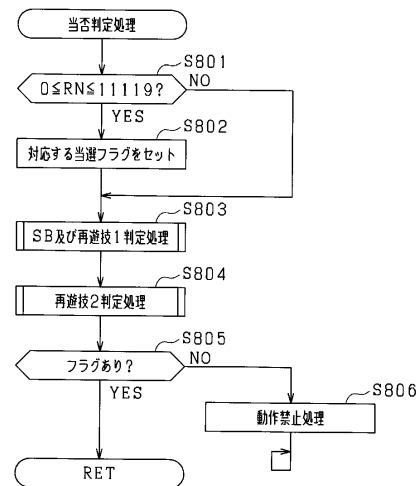 当否判定処理
S801
0≦RN≦11119?
NO
YES
S802
対応する当選フラグをセット
S803
SB及び再遊技1判定処理
S804
再遊技2判定処理
S805
フラグあり?
NO
YES
S806
動作禁止処理
RET